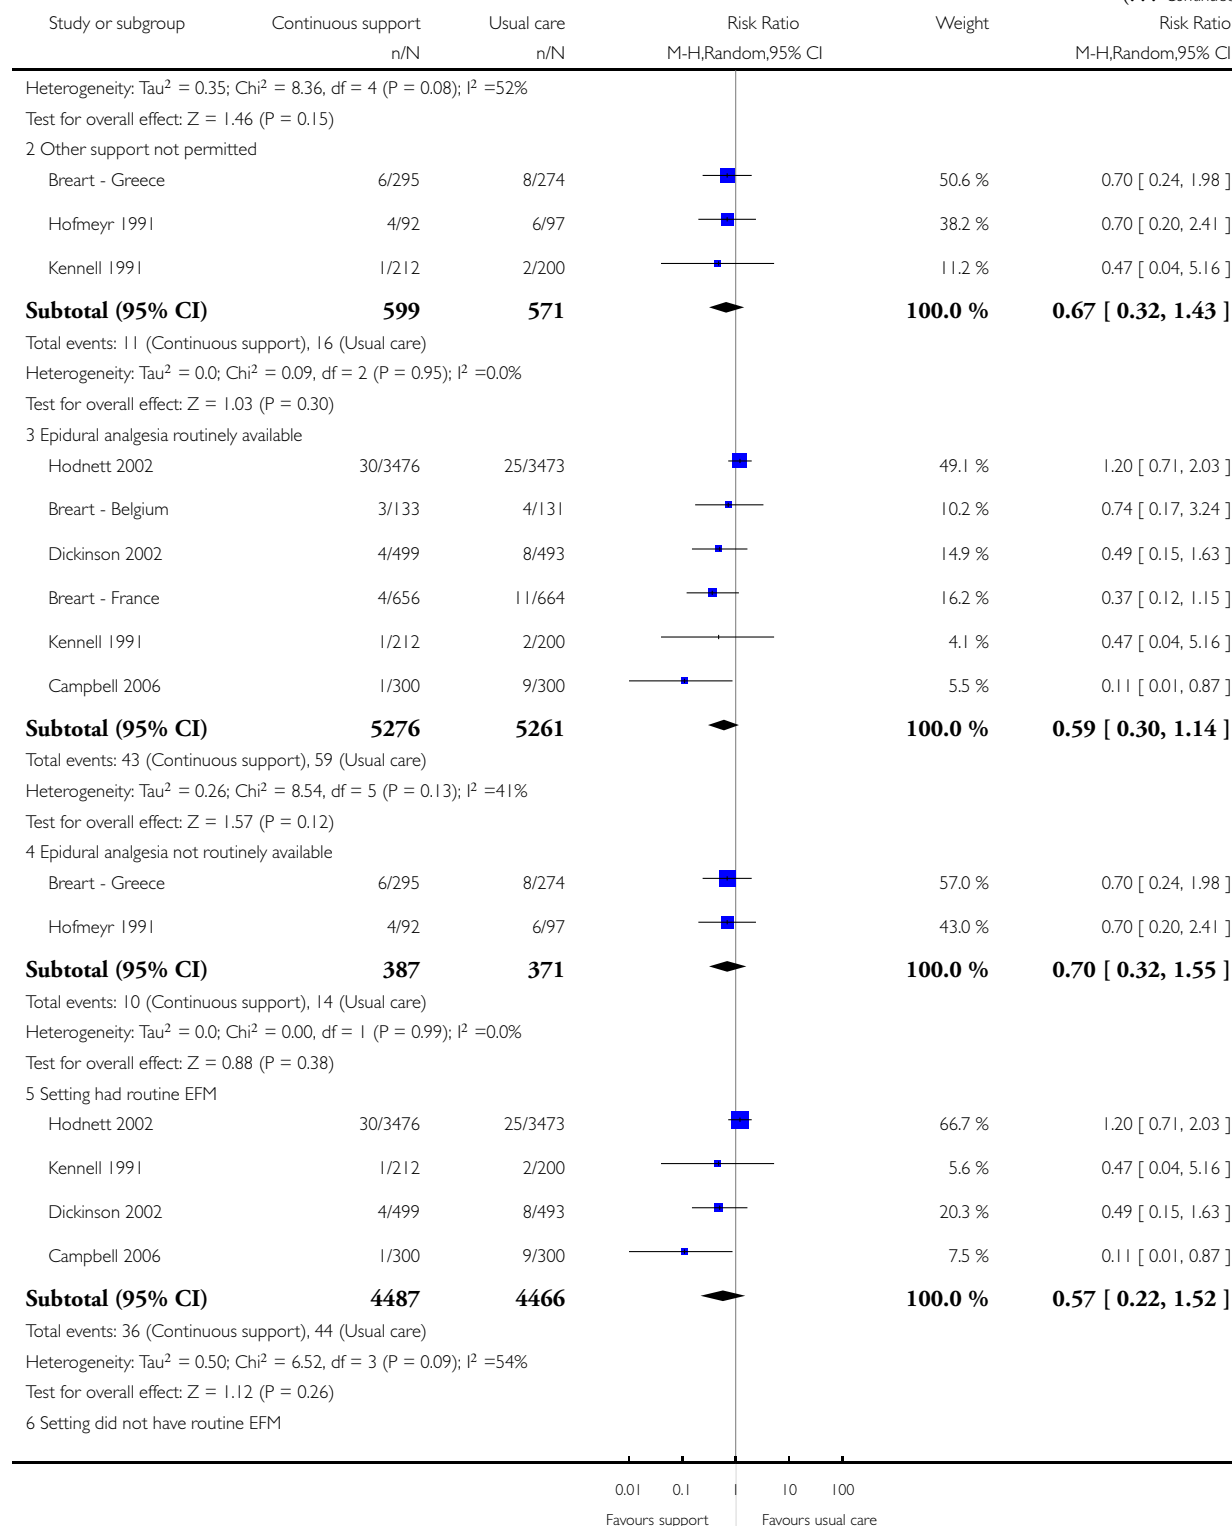 Study or subgroup Continuous support Usual care Risk Ratio Weight Risk Ratio
n/N n/N M-H,Random,95% CI M-H,Random,95% CI
Heterogeneity: Tau² = 0.35; Chi² = 8.36, df = 4 (P = 0.08); I² =52%
Test for overall effect: Z = 1.46 (P = 0.15)
2 Other support not permitted
Breart - Greece 6/295 8/274 50.6 % 0.70 [ 0.24, 1.98 ]
Hofmeyr 1991 4/92 6/97 38.2 % 0.70 [ 0.20, 2.41 ]
Kennell 1991 1/212 2/200 11.2 % 0.47 [ 0.04, 5.16 ]
Subtotal (95% CI) 599 571 100.0 % 0.67 [ 0.32, 1.43 ]
Total events: 11 (Continuous support), 16 (Usual care)
Heterogeneity: Tau² = 0.0; Chi² = 0.09, df = 2 (P = 0.95); I² =0.0%
Test for overall effect: Z = 1.03 (P = 0.30)
3 Epidural analgesia routinely available
Hodnett 2002 30/3476 25/3473 49.1 % 1.20 [ 0.71, 2.03 ]
Breart - Belgium 3/133 4/131 10.2 % 0.74 [ 0.17, 3.24 ]
Dickinson 2002 4/499 8/493 14.9 % 0.49 [ 0.15, 1.63 ]
Breart - France 4/656 11/664 16.2 % 0.37 [ 0.12, 1.15 ]
Kennell 1991 1/212 2/200 4.1 % 0.47 [ 0.04, 5.16 ]
Campbell 2006 1/300 9/300 5.5 % 0.11 [ 0.01, 0.87 ]
Subtotal (95% CI) 5276 5261 100.0 % 0.59 [ 0.30, 1.14 ]
Total events: 43 (Continuous support), 59 (Usual care)
Heterogeneity: Tau² = 0.26; Chi² = 8.54, df = 5 (P = 0.13); I² =41%
Test for overall effect: Z = 1.57 (P = 0.12)
4 Epidural analgesia not routinely available
Breart - Greece 6/295 8/274 57.0 % 0.70 [ 0.24, 1.98 ]
Hofmeyr 1991 4/92 6/97 43.0 % 0.70 [ 0.20, 2.41 ]
Subtotal (95% CI) 387 371 100.0 % 0.70 [ 0.32, 1.55 ]
Total events: 10 (Continuous support), 14 (Usual care)
Heterogeneity: Tau² = 0.0; Chi² = 0.00, df = 1 (P = 0.99); I² =0.0%
Test for overall effect: Z = 0.88 (P = 0.38)
5 Setting had routine EFM
Hodnett 2002 30/3476 25/3473 66.7 % 1.20 [ 0.71, 2.03 ]
Kennell 1991 1/212 2/200 5.6 % 0.47 [ 0.04, 5.16 ]
Dickinson 2002 4/499 8/493 20.3 % 0.49 [ 0.15, 1.63 ]
Campbell 2006 1/300 9/300 7.5 % 0.11 [ 0.01, 0.87 ]
Subtotal (95% CI) 4487 4466 100.0 % 0.57 [ 0.22, 1.52 ]
Total events: 36 (Continuous support), 44 (Usual care)
Heterogeneity: Tau² = 0.50; Chi² = 6.52, df = 3 (P = 0.09); I² =54%
Test for overall effect: Z = 1.12 (P = 0.26)
6 Setting did not have routine EFM
0.01 0.1 1 10 100
Favours support Favours usual care